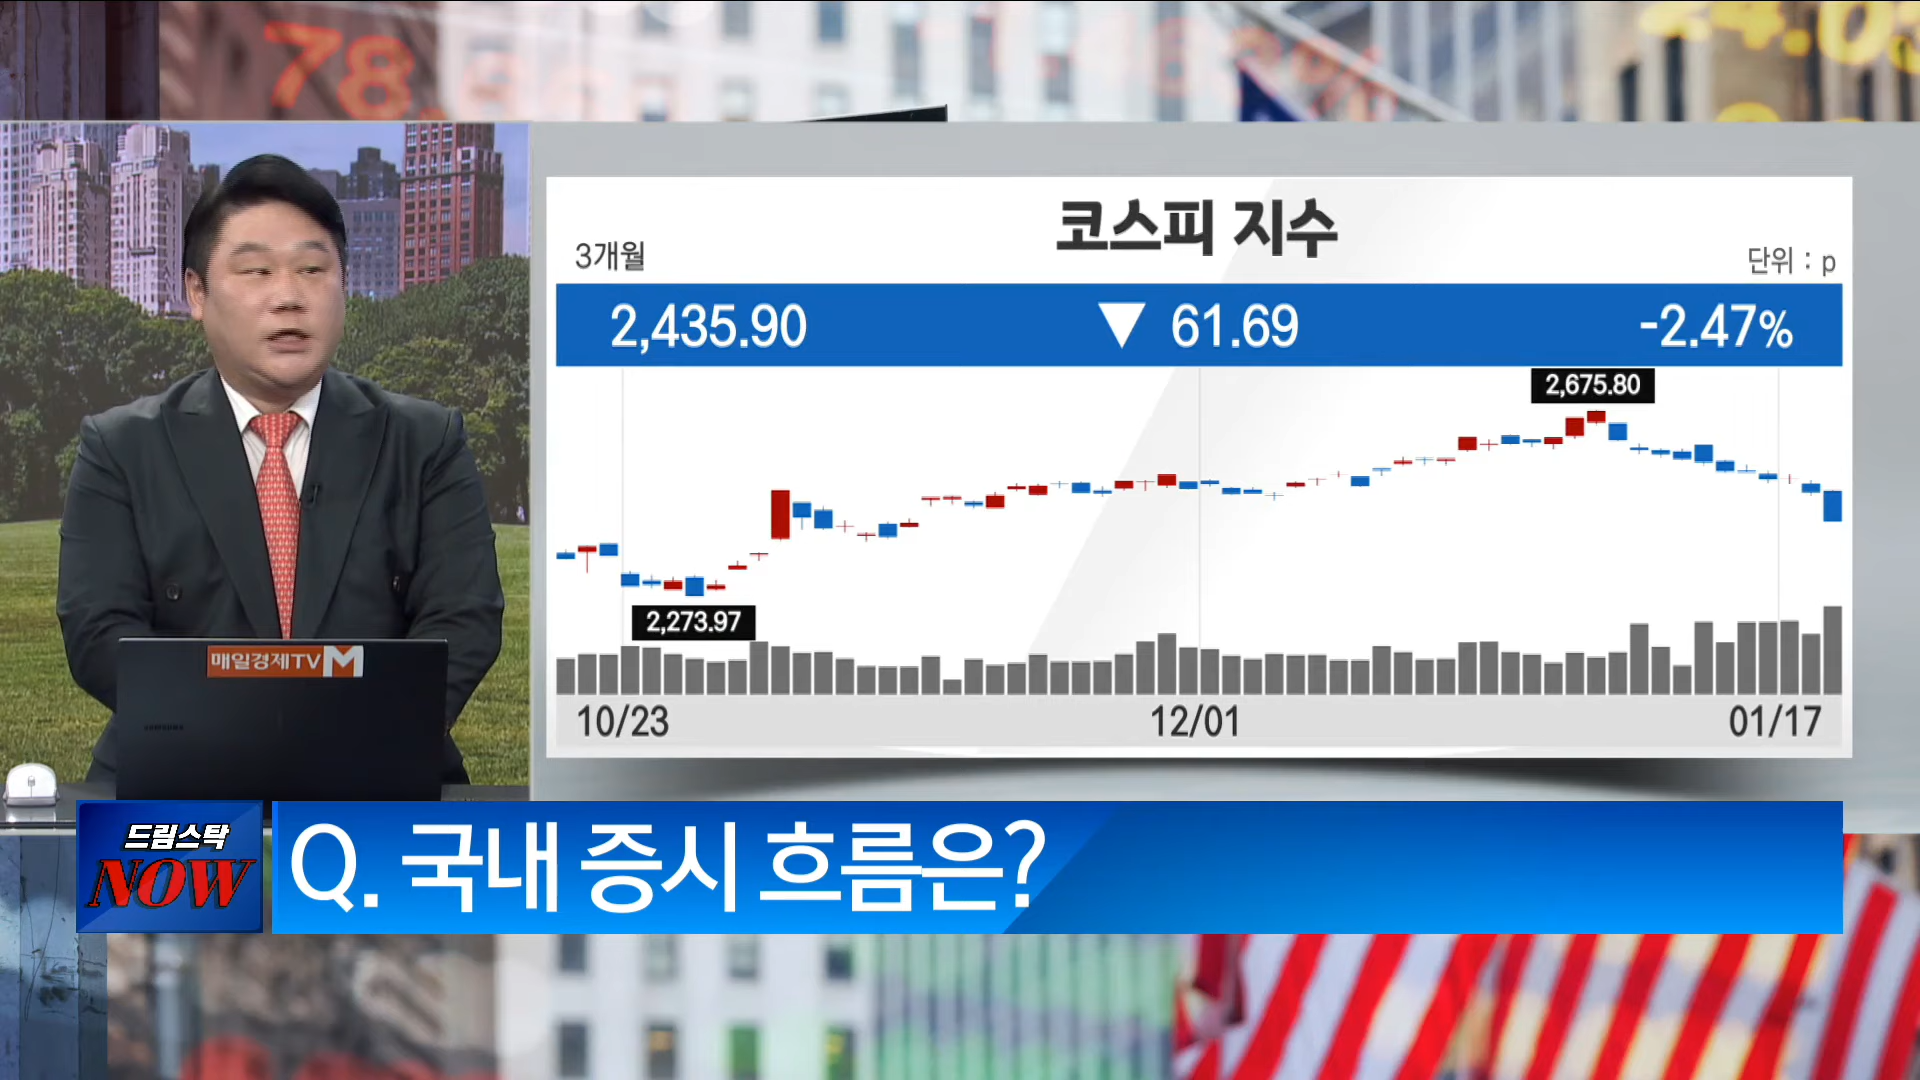 코스피 지수
3개월
단위 : p
2,435.90 ▼ 61.69 -2.47%
2,675.80
2,273.97
10/23 12/01 01/17
매일경제TV M
드림스탁
NOW
Q. 국내 증시 흐름은?